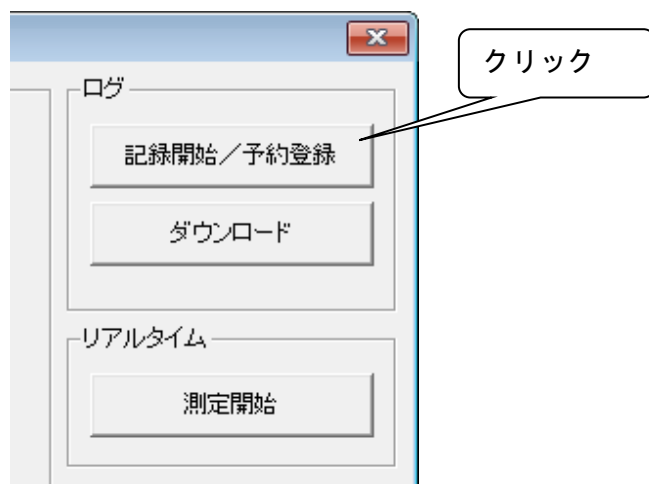 クリック
ログ
記録開始／予約登録
ダウンロード
リアルタイム
測定開始